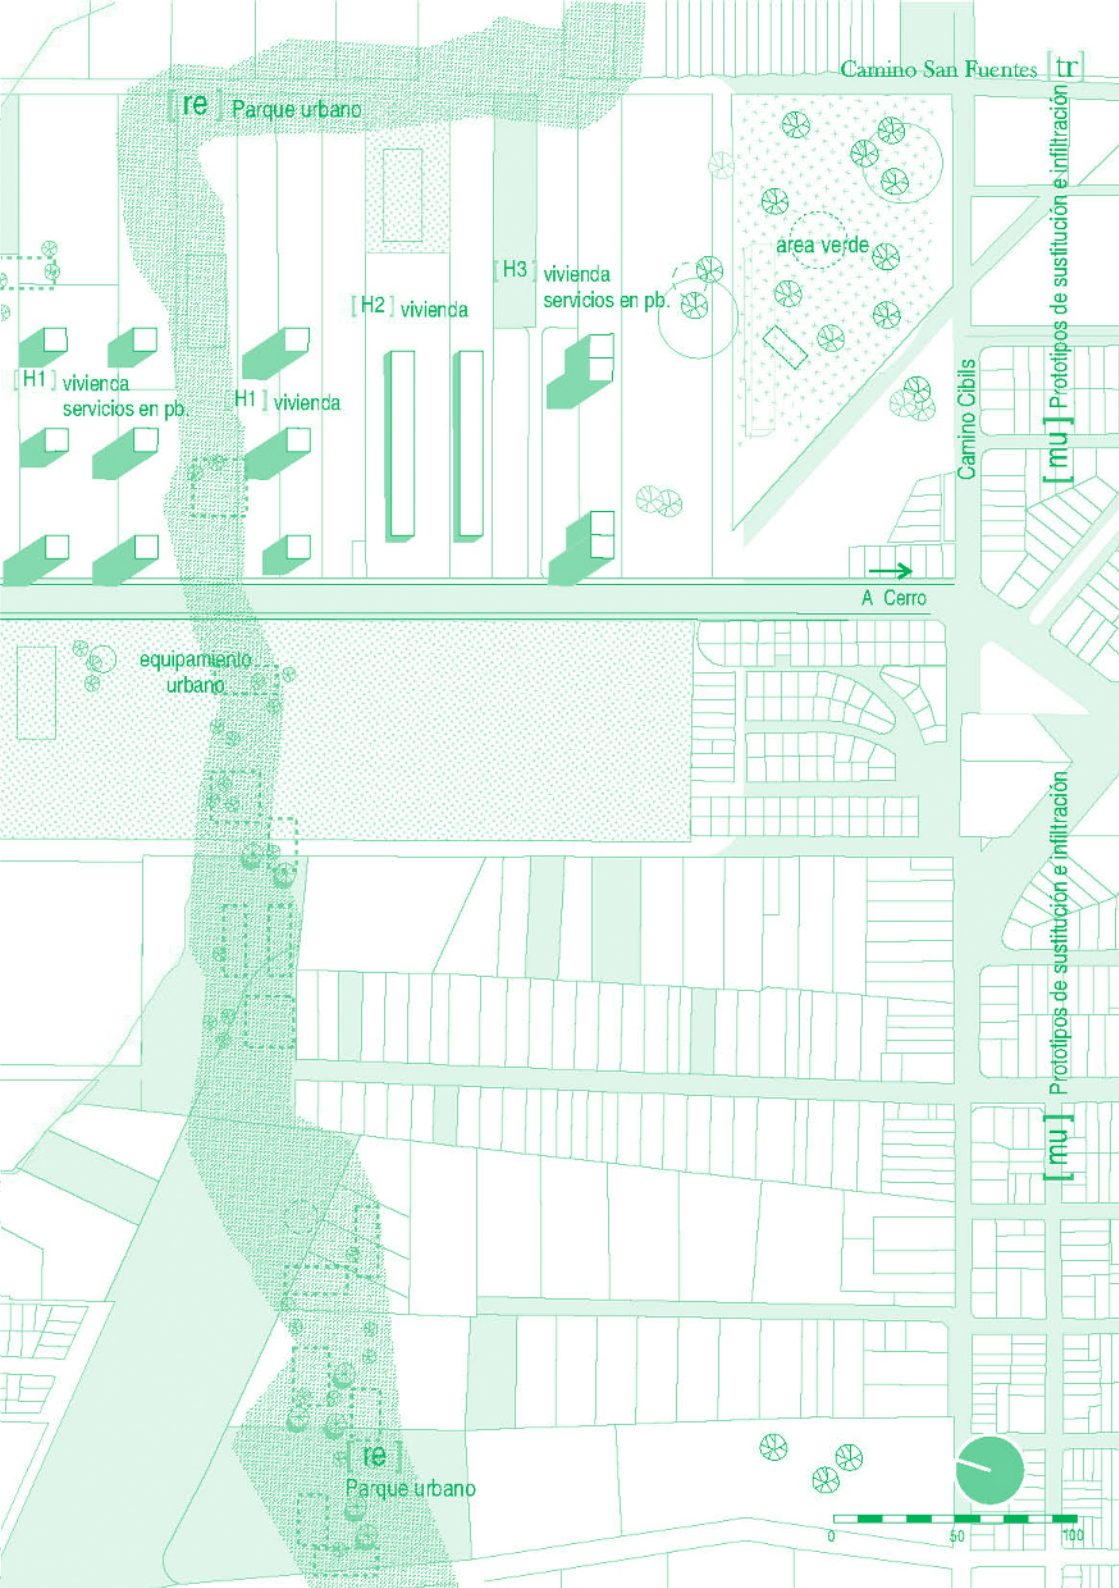 Camino San Fuentes [ tr ]
[ re ] Parque urbano
[ mu ] Prototipos de sustitución e infiltración
área verde
[ H3 ] vivienda
servicios en pb.
[ H2 ] vivienda
[ H1 ] vivienda
servicios en pb.
[ H1 ] vivienda
Camino Cibils
A Cerro
equipamiento
urbano
[ mu ] Prototipos de sustitución e infiltración
[ re ]
Parque urbano
0 50 100